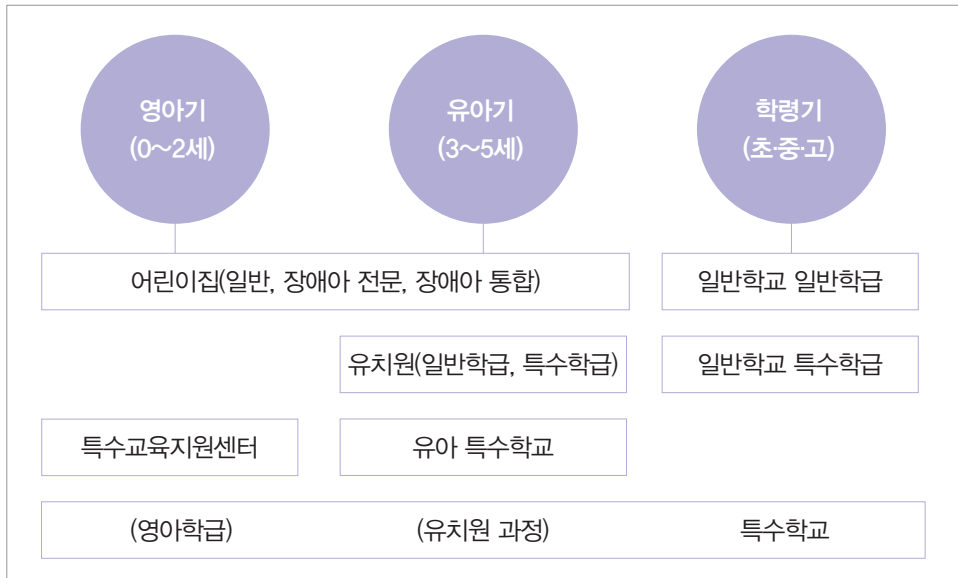 영아기
(0~2세)
유아기
(3~5세)
학령기
(초·중·고)
어린이집(일반, 장애아 전문, 장애아 통합)
일반학교 일반학급
유치원(일반학급, 특수학급)
일반학교 특수학급
특수교육지원센터
유아 특수학교
(영아학급)
(유치원 과정)
특수학교